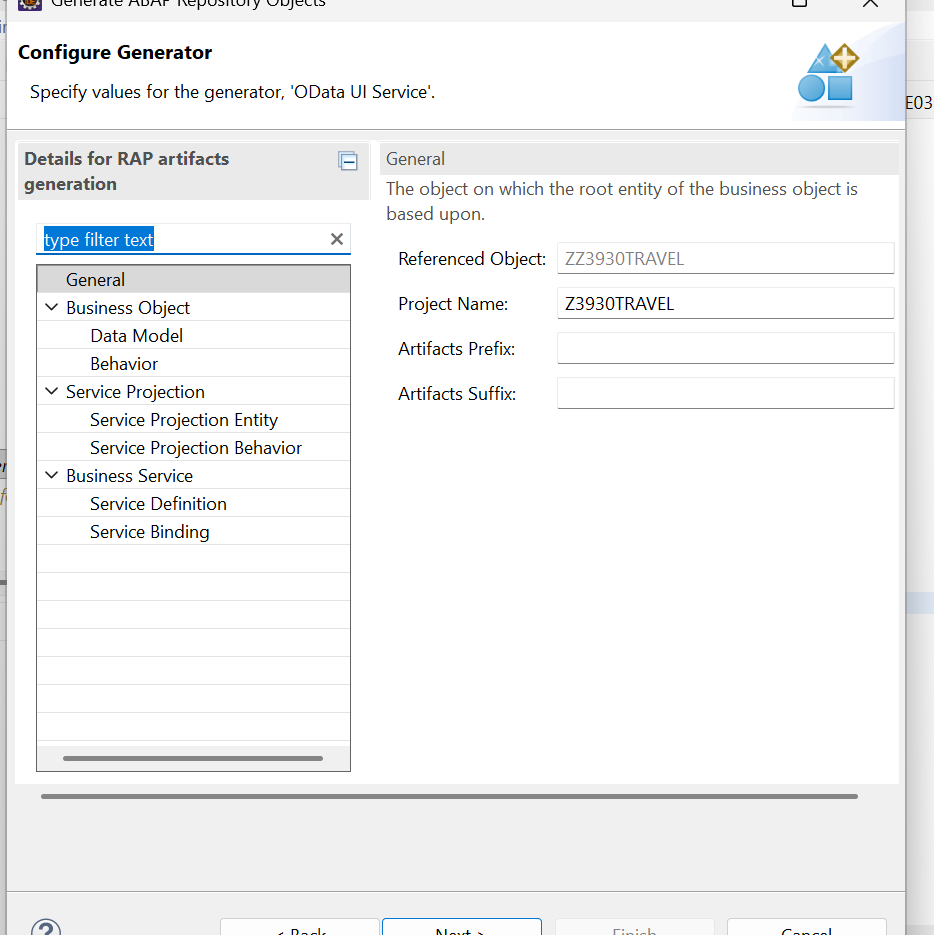 Generate ABAP Repository Objects
Configure Generator
Specify values for the generator, 'OData UI Service'.
E03
Details for RAP artifacts
generation
type filter text
General
Business Object
Data Model
Behavior
Service Projection
Service Projection Entity
Service Projection Behavior
Business Service
Service Definition
Service Binding
General
The object on which the root entity of the business object is
based upon.
Referenced Object: ZZ3930TRAVEL
Project Name: Z3930TRAVEL
Artifacts Prefix:
Artifacts Suffix:
? < Back Next > Finish Cancel